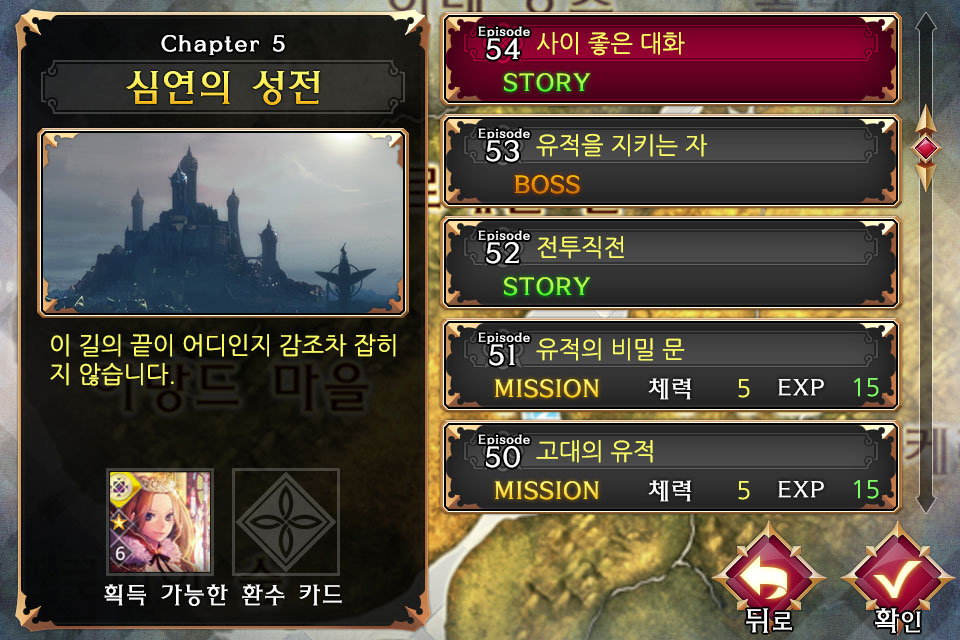 Chapter 5
심연의 성전
이 길의 끝이 어디인지 감조차 잡히
지 않습니다.
6
획득 가능한 환수 카드
Episode
54 사이 좋은 대화
STORY
Episode
53 유적을 지키는 자
BOSS
Episode
52 전투직전
STORY
Episode
51 유적의 비밀 문
MISSION 체력 5 EXP 15
Episode
50 고대의 유적
MISSION 체력 5 EXP 15
뒤로
확인